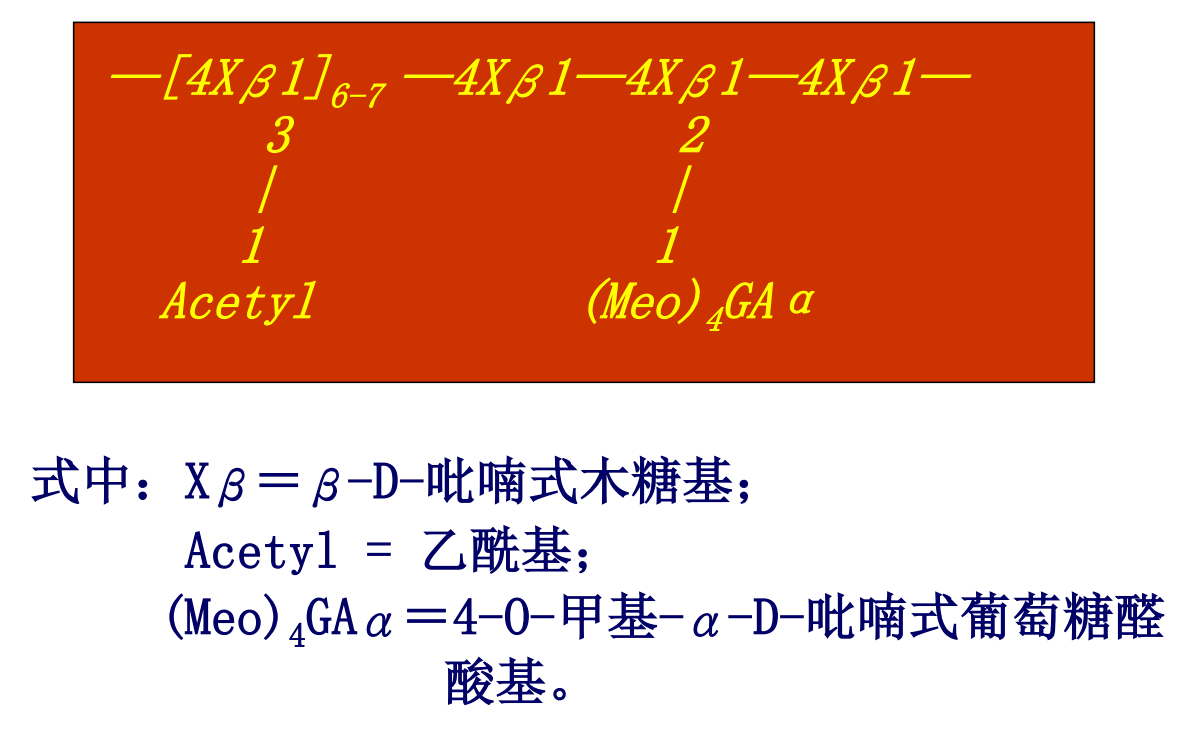 —[4Xβ1]6-7—4Xβ1—4Xβ1—4Xβ1—
3 2
| |
1 1
Acetyl (Meo)4GAα
式中：Xβ＝β-D-吡喃式木糖基；
Acetyl = 乙酰基；
(Meo)4GAα＝4-O-甲基-α-D-吡喃式葡萄糖醛
酸基。